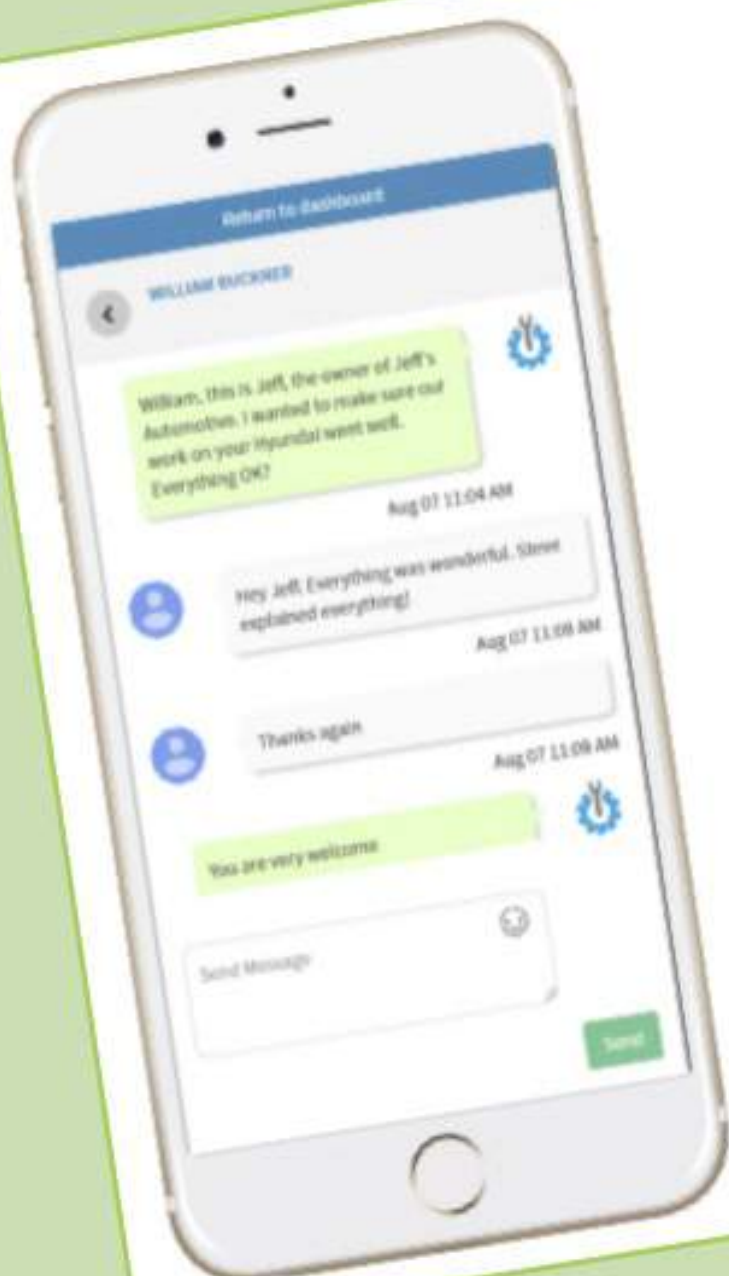 Return to dashboard
WILLIAM BUCKNER
William, this is Jeff, the owner of Jeff's
Automotive. I wanted to make sure our
work on your Hyundai went well.
Everything OK?
Aug 07 11:04 AM
Hey Jeff. Everything was wonderful. Steve
explained everything!
Aug 07 11:08 AM
Thanks again
Aug 07 11:09 AM
You are very welcome
Send Message
Send